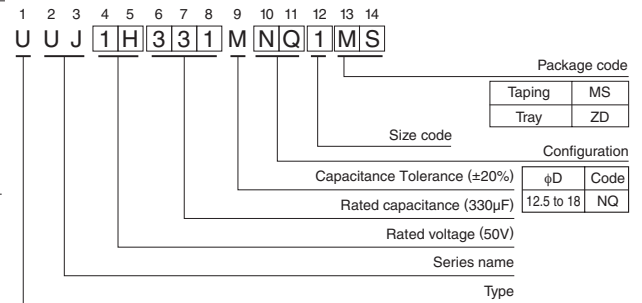 1 2 3 4 5 6 7 8 9 10 11 12 13 14
U U J 1 H 3 3 1 M N Q 1 M S
Package code
Taping MS
Tray ZD
Size code
Configuration
ϕD Code
12.5 to 18 NQ
Capacitance Tolerance (±20%)
Rated capacitance (330µF)
Rated voltage (50V)
Series name
Type